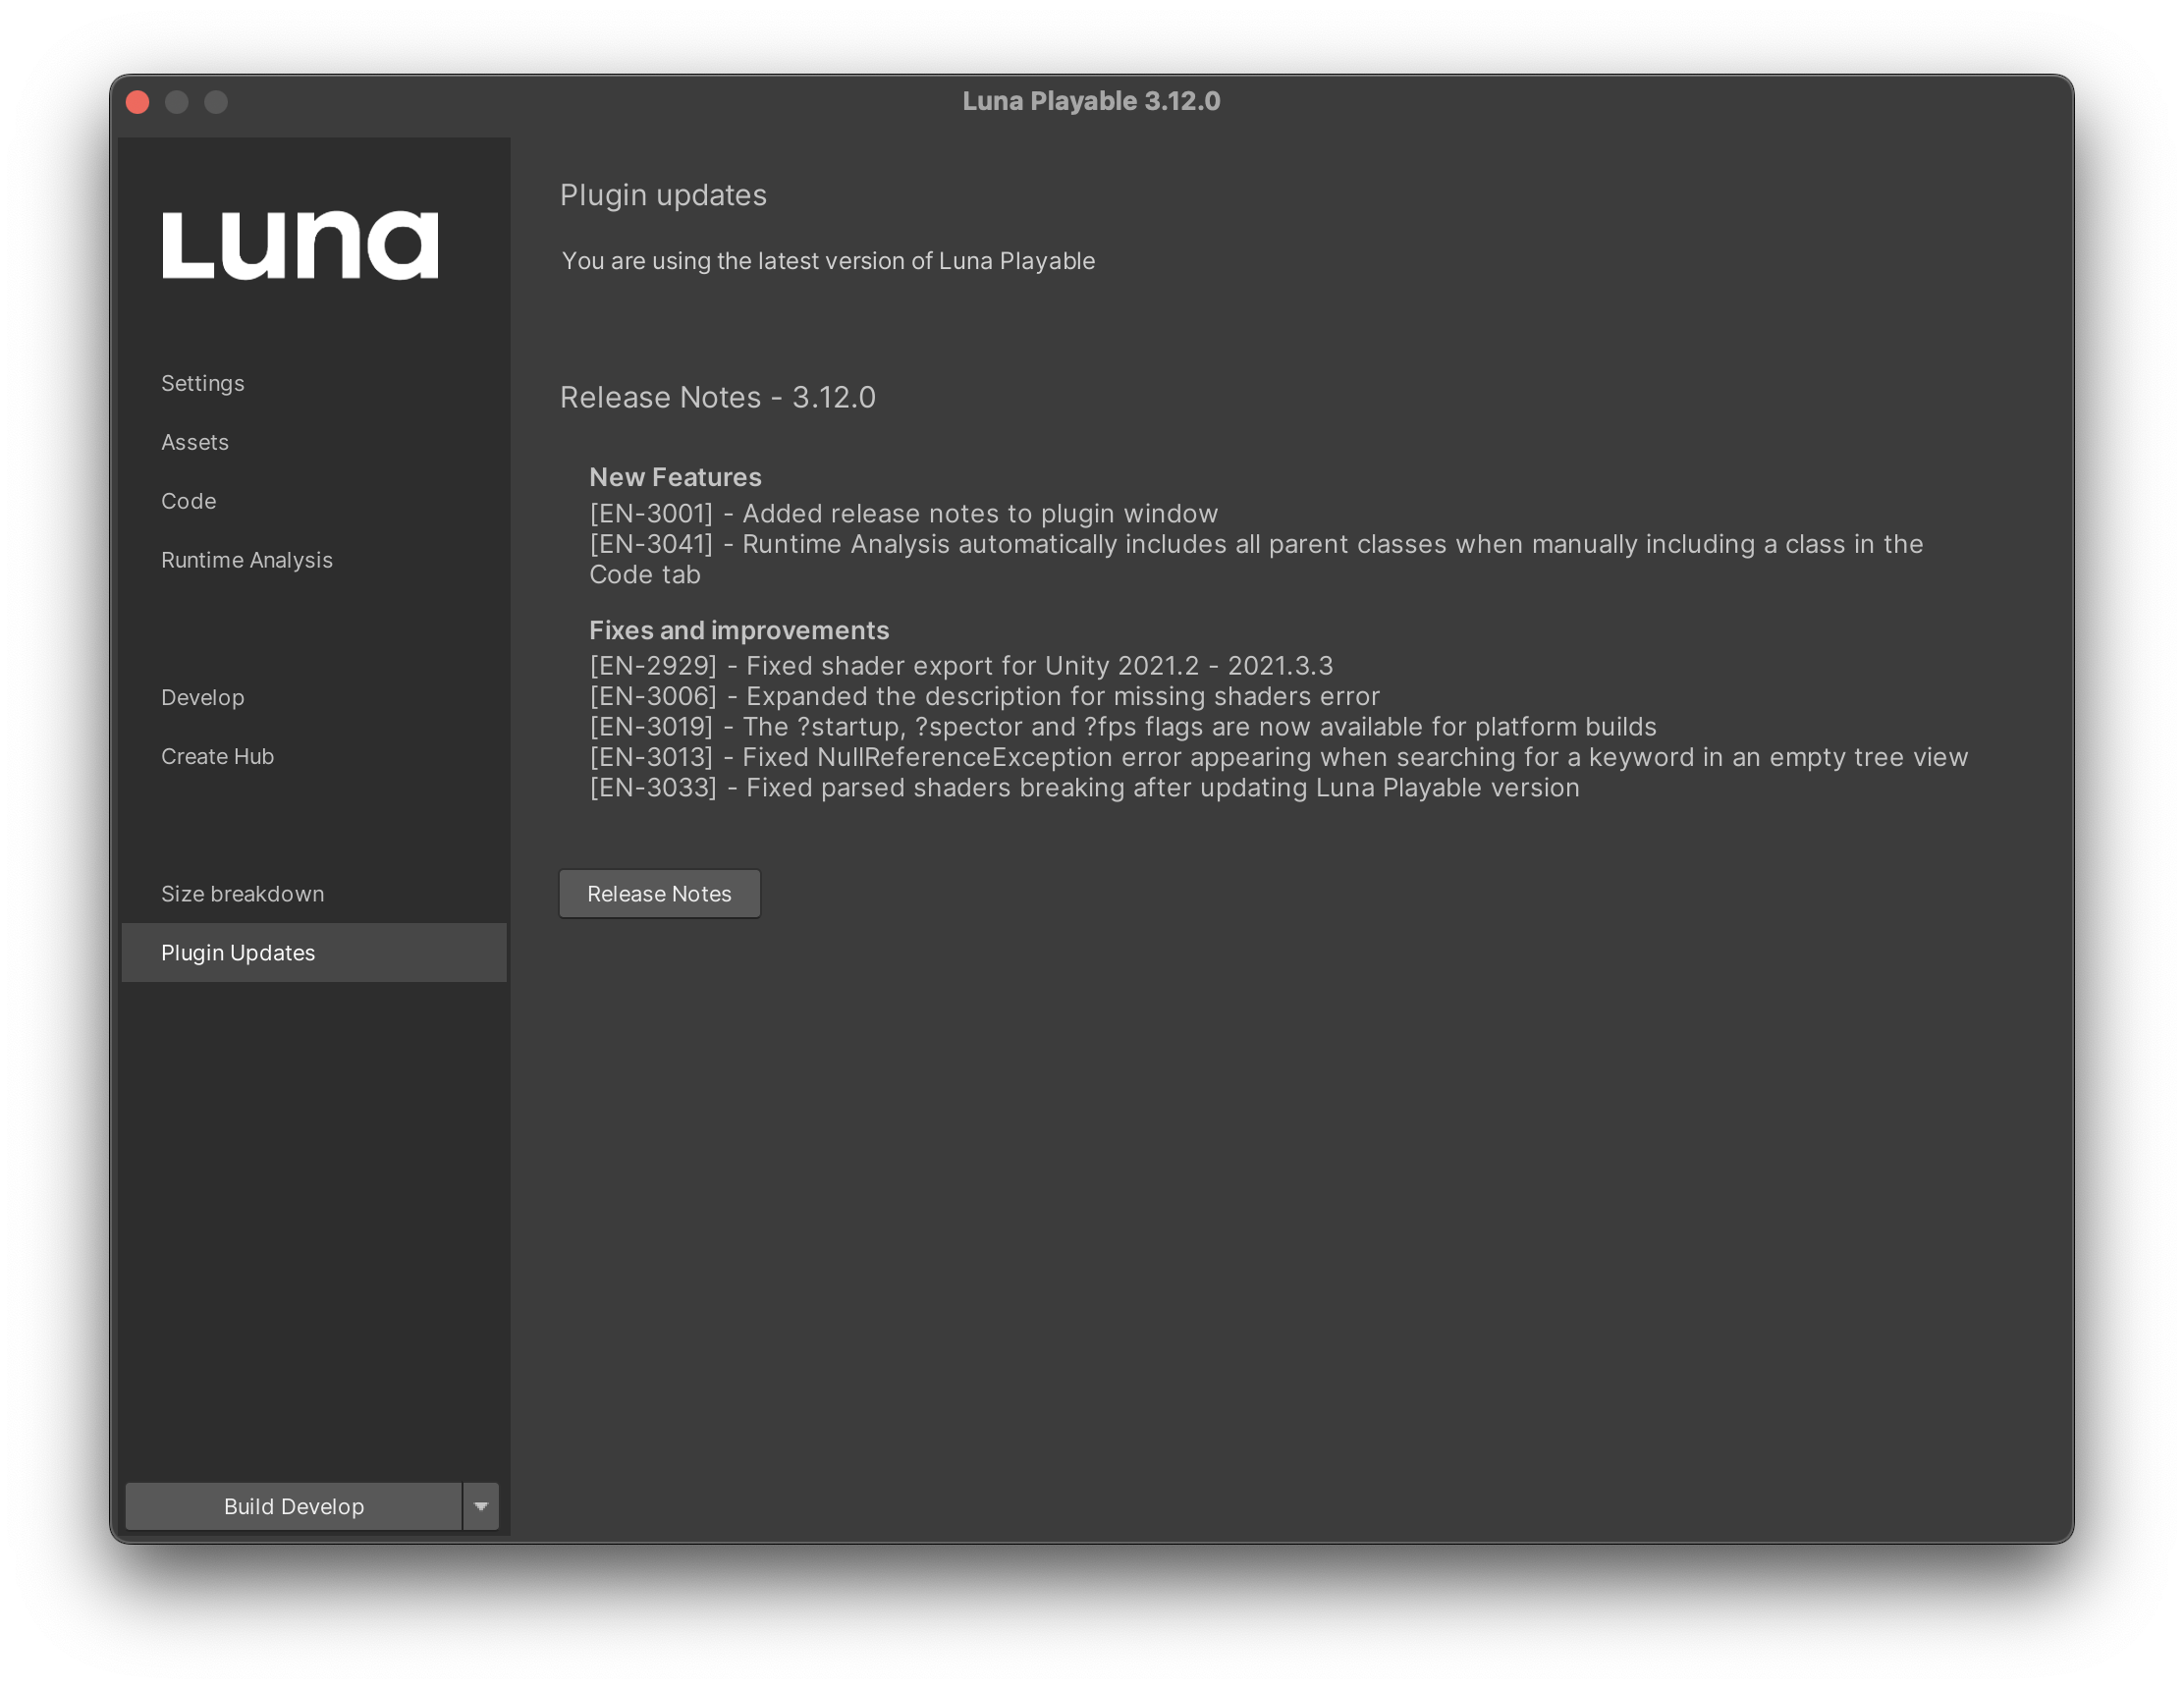 Luna Playable 3.12.0
Luna
Settings
Assets
Code
Runtime Analysis
Develop
Create Hub
Size breakdown
Plugin Updates
Build Develop
Plugin updates
You are using the latest version of Luna Playable
Release Notes - 3.12.0
New Features
[EN-3001] - Added release notes to plugin window
[EN-3041] - Runtime Analysis automatically includes all parent classes when manually including a class in the
Code tab
Fixes and improvements
[EN-2929] - Fixed shader export for Unity 2021.2 - 2021.3.3
[EN-3006] - Expanded the description for missing shaders error
[EN-3019] - The ?startup, ?spector and ?fps flags are now available for platform builds
[EN-3013] - Fixed NullReferenceException error appearing when searching for a keyword in an empty tree view
[EN-3033] - Fixed parsed shaders breaking after updating Luna Playable version
Release Notes